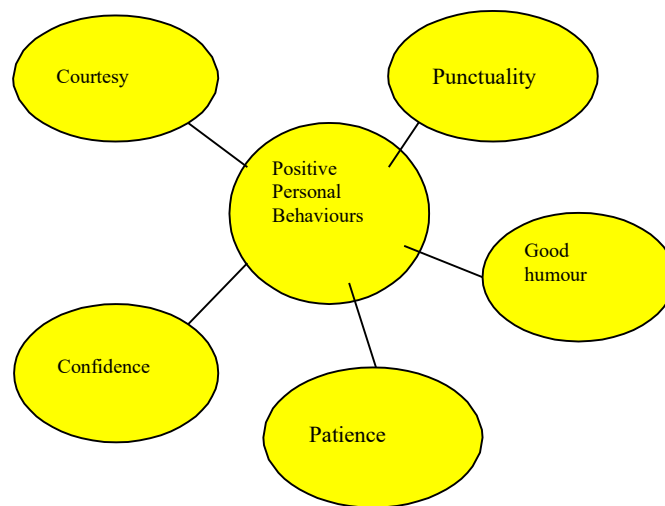 Courtesy
Punctuality
Positive
Personal
Behaviours
Good
humour
Confidence
Patience